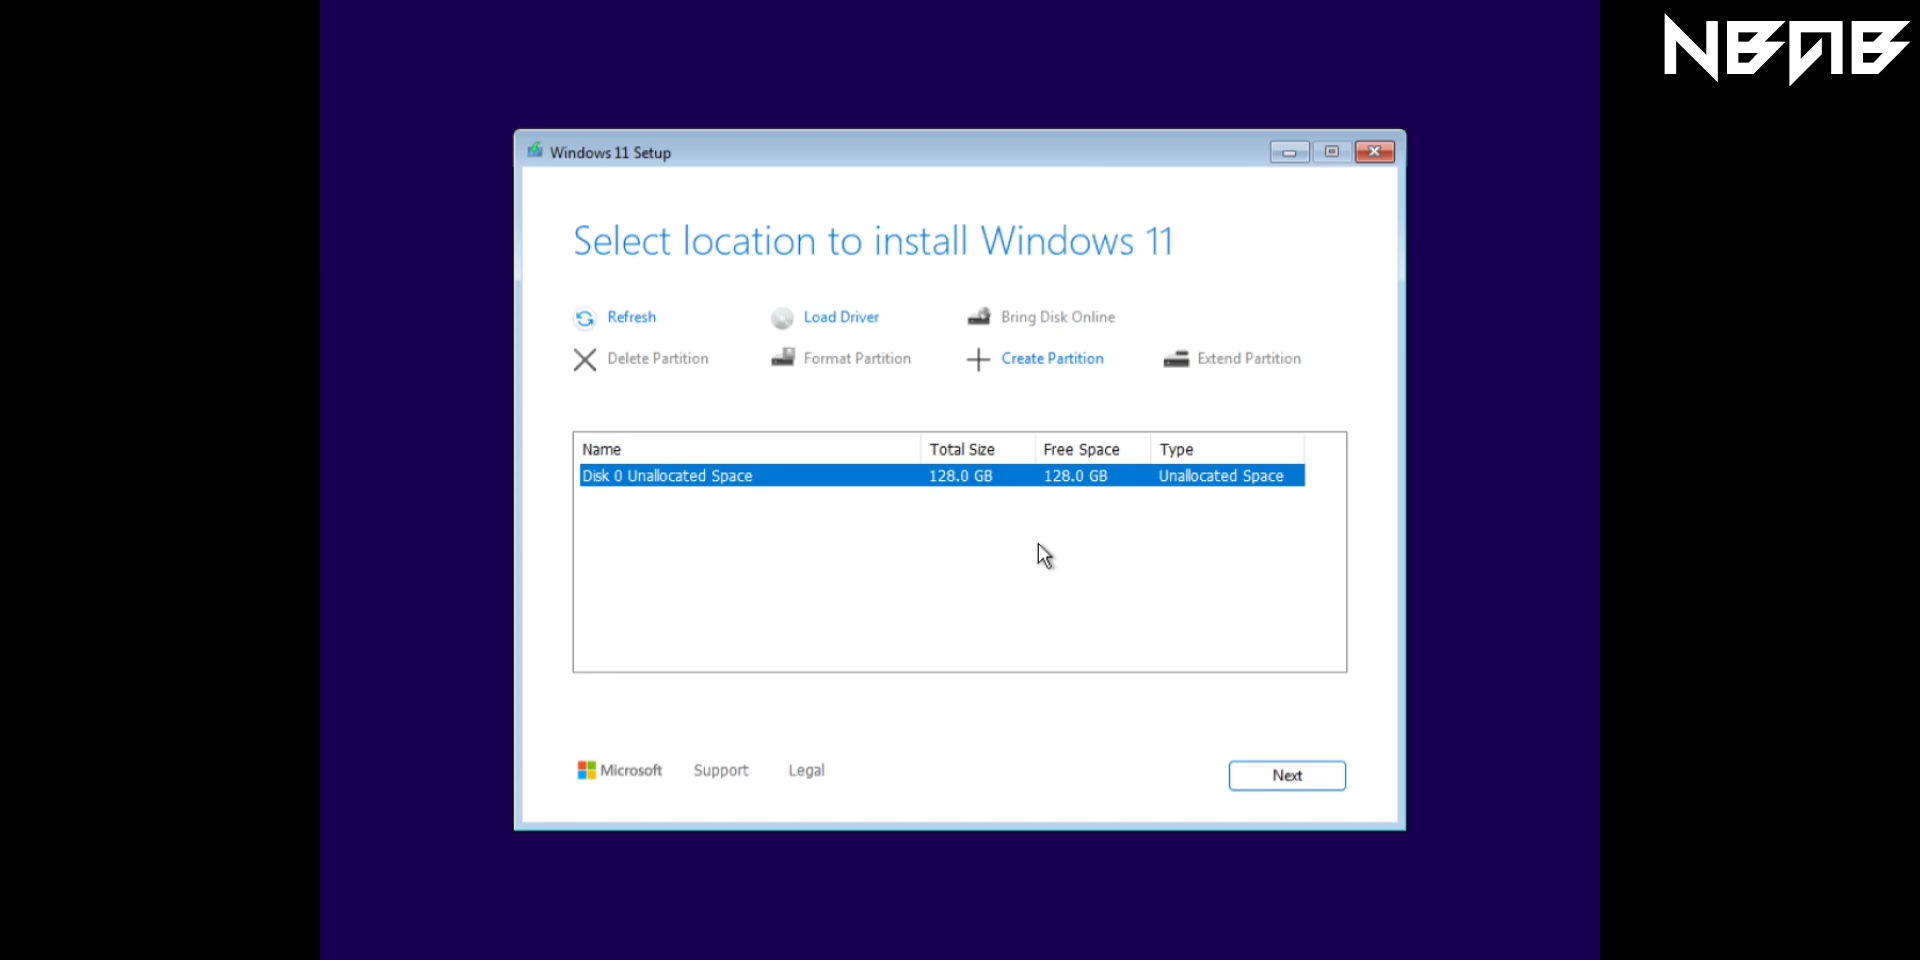 NBAB
Windows 11 Setup
Select location to install Windows 11
Refresh
Load Driver
Bring Disk Online
Delete Partition
Format Partition
Create Partition
Extend Partition
Name Total Size Free Space Type
Disk 0 Unallocated Space 128.0 GB 128.0 GB Unallocated Space
Microsoft Support Legal
Next